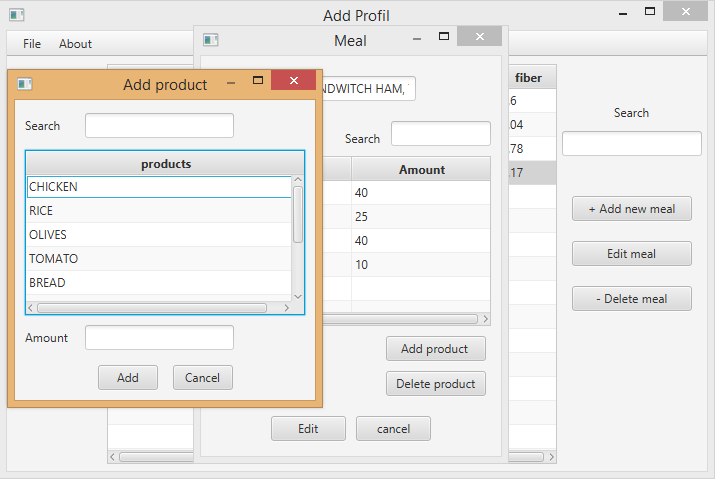 Add Profil
File About
Meal
fiber
Add product
NDWITCH HAM,
.6
.04
.78
.17
Search
Search
Search
products
Amount
CHICKEN
RICE
OLIVES
TOMATO
BREAD
40
25
40
10
+ Add new meal
Edit meal
- Delete meal
Amount
Add product
Delete product
Add
Cancel
Edit
cancel